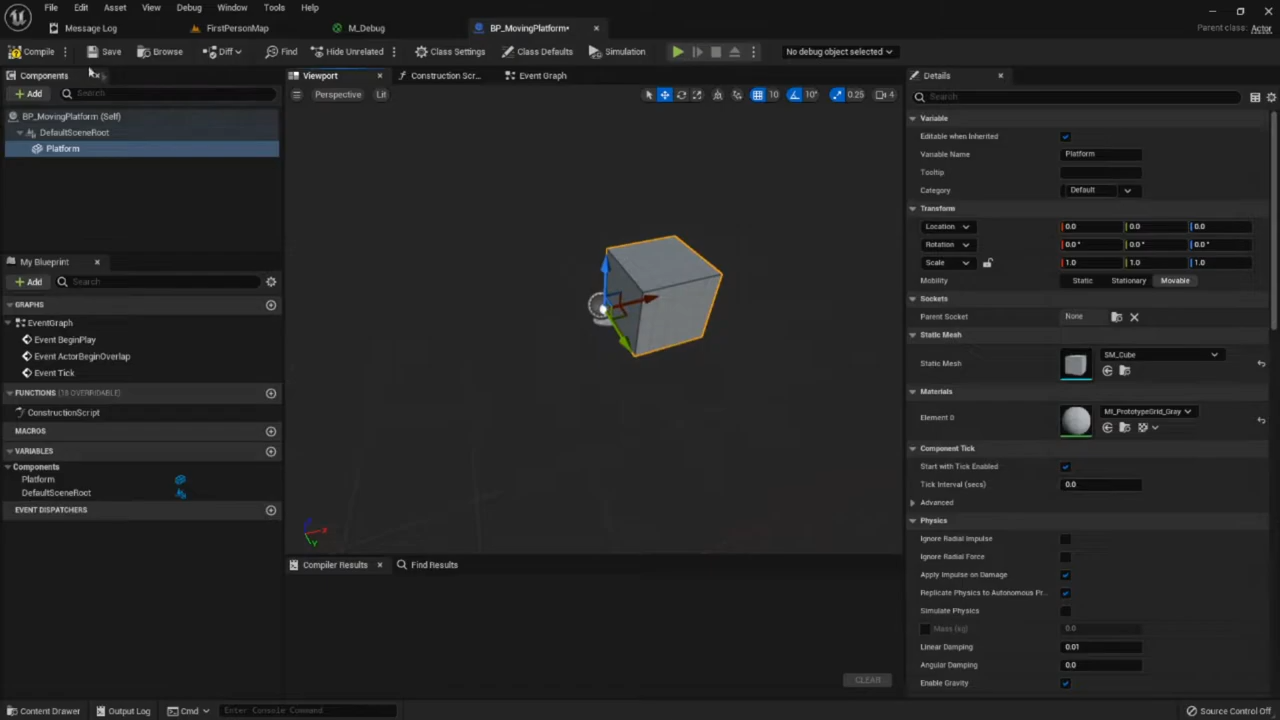 File Edit Asset View Debug Window Tools Help
Message Log FirstPersonMap M_Debug BP_MovingPlatform* Parent class: Actor
Compile Save Browse Diff Find Hide Unrelated Class Settings Class Defaults Simulation No debug object selected
Components
Add Search
BP_MovingPlatform (Self)
DefaultSceneRoot
Platform
My Blueprint
Add Search
GRAPHS
EventGraph
Event BeginPlay
Event ActorBeginOverlap
Event Tick
FUNCTIONS (18 OVERRIDABLE)
ConstructionScript
MACROS
VARIABLES
Components
Platform
DefaultSceneRoot
EVENT DISPATCHERS
Viewport Construction Scr... Event Graph
Perspective Lit 10 10° 0.25 4
X
Y
Compiler Results Find Results
CLEAR
Details
Search
Variable
Editable when Inherited
Variable Name Platform
Tooltip
Category Default
Transform
Location 0.0 0.0 0.0
Rotation 0.0 ° 0.0 ° 0.0 °
Scale 1.0 1.0 1.0
Mobility Static Stationary Movable
Sockets
Parent Socket None
Static Mesh
Static Mesh SM_Cube
Materials
Element 0 MI_PrototypeGrid_Gray
Component Tick
Start with Tick Enabled
Tick Interval (secs) 0.0
Advanced
Physics
Ignore Radial Impulse
Ignore Radial Force
Apply Impulse on Damage
Replicate Physics to Autonomous Pr...
Simulate Physics
Mass (kg) 0.0
Linear Damping 0.01
Angular Damping 0.0
Enable Gravity
Content Drawer Output Log Cmd Enter Console Command Source Control Off